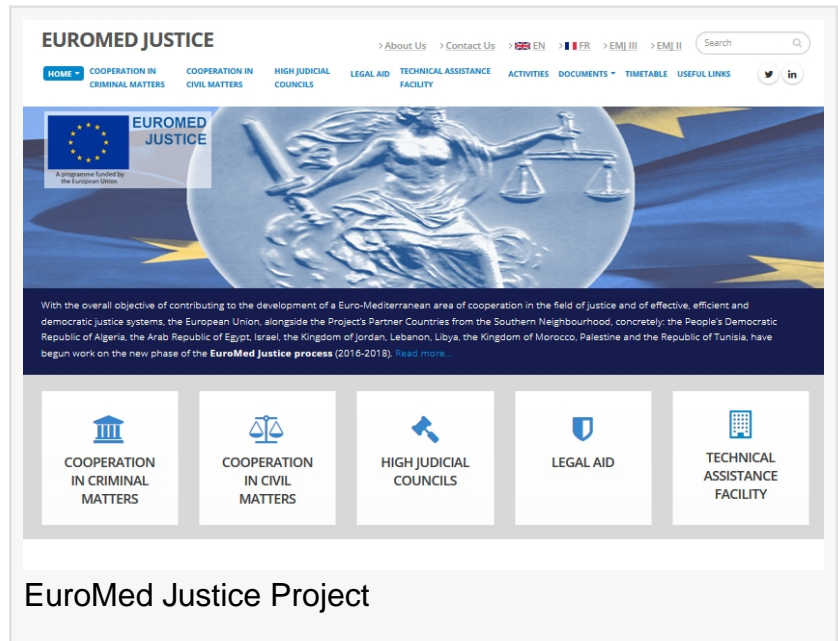 EUROMED JUSTICE
> About Us > Contact Us > EN > FR > EMJ III > EMJ II Search
HOME COOPERATION IN CRIMINAL MATTERS COOPERATION IN CIVIL MATTERS HIGH JUDICIAL COUNCILS LEGAL AID TECHNICAL ASSISTANCE FACILITY ACTIVITIES DOCUMENTS TIMETABLE USEFUL LINKS in
EUROMED
JUSTICE
A programme funded by
the European Union
With the overall objective of contributing to the development of a Euro-Mediterranean area of cooperation in the field of justice and of effective, efficient and
democratic justice systems, the European Union, alongside the Project's Partner Countries from the Southern Neighbourhood, concretely: the People's Democratic
Republic of Algeria, the Arab Republic of Egypt, Israel, the Kingdom of Jordan, Lebanon, Libya, the Kingdom of Morocco, Palestine and the Republic of Tunisia, have
begun work on the new phase of the EuroMed Justice process (2016-2018). Read more...
COOPERATION
IN CRIMINAL
MATTERS
COOPERATION
IN CIVIL
MATTERS
HIGH JUDICIAL
COUNCILS
LEGAL AID
TECHNICAL
ASSISTANCE
FACILITY
EuroMed Justice Project